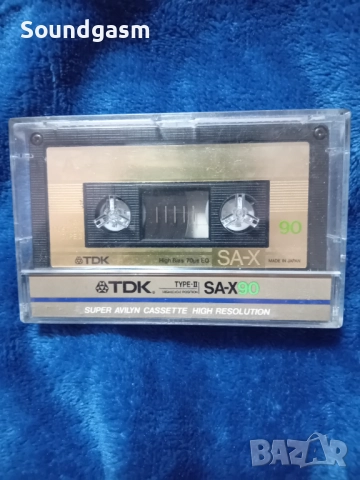 Soundgasm
90
TDK High Bias 70μs EQ SA-X MADE IN JAPAN
TDK. TYPE-II SA-X90
SUPER AVILYN CASSETTE HIGH RESOLUTION
BAZAR